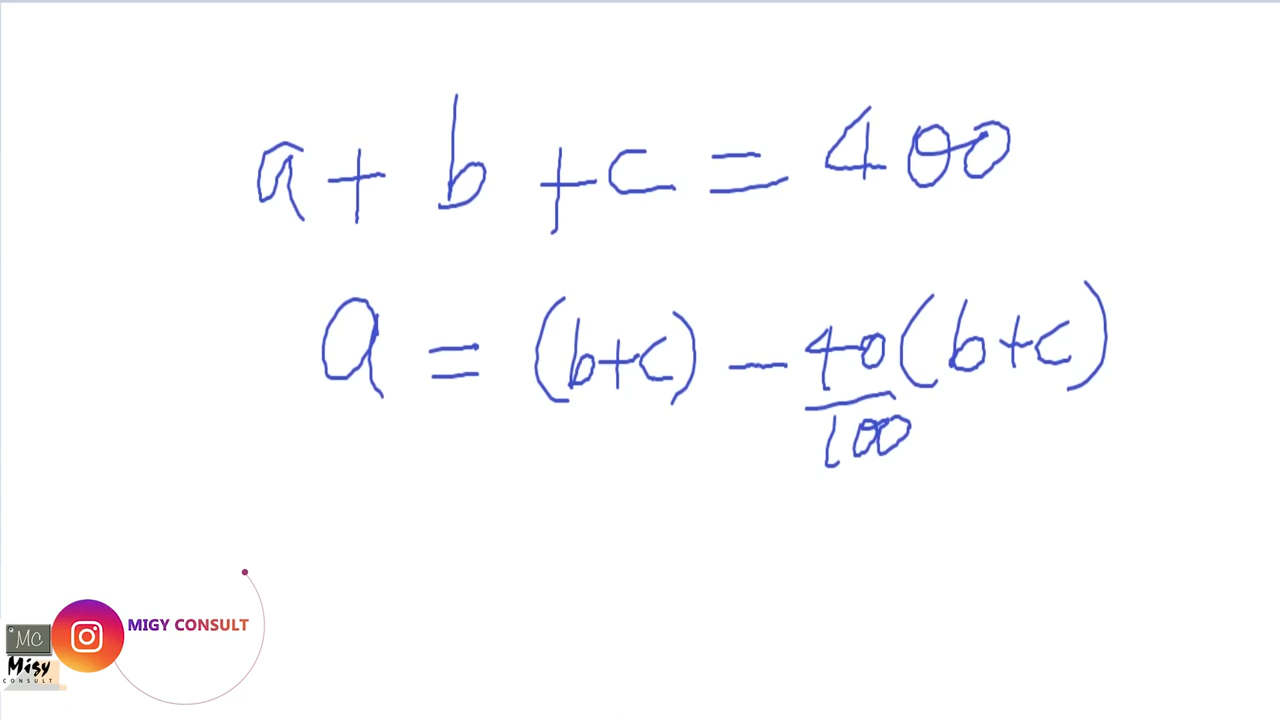 a + b + c = 400
a = (b+c) - 40/100 (b+c)
MIGY CONSULT
MC
Migy
CONSULT